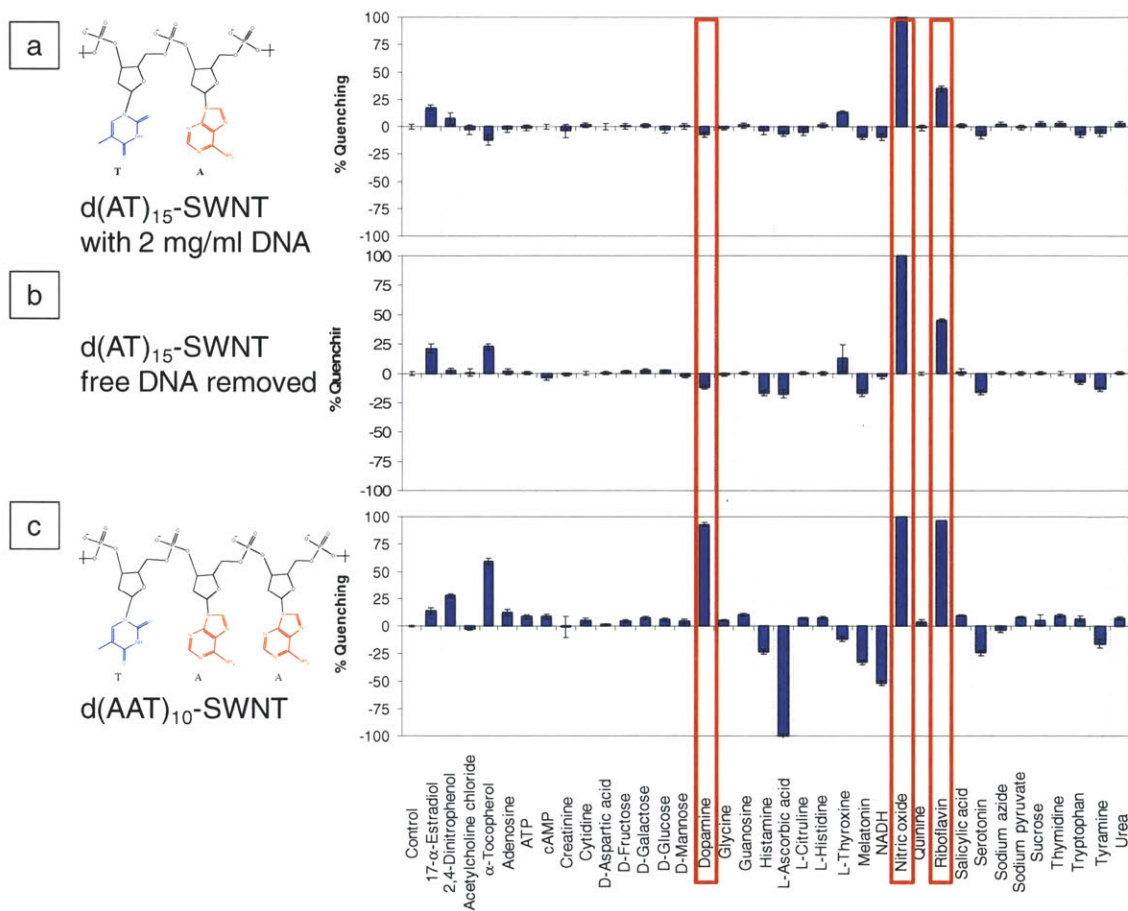 a
T
A
d(AT)15-SWNT
with 2 mg/ml DNA
% Quenching
100
75
50
25
0
-25
-50
-75
-100
b
d(AT)15-SWNT
free DNA removed
% Quenchir
100
75
50
25
0
-25
-50
-75
-100
c
T
A
A
d(AAT)10-SWNT
% Quenching
100
75
50
25
0
-25
-50
-75
-100
Control
17-α-Estradiol
2,4-Dinitrophenol
Acetylcholine chloride
α-Tocopherol
Adenosine
ATP
cAMP
Creatinine
Cytidine
D-Aspartic acid
D-Fructose
D-Galactose
D-Glucose
D-Mannose
Dopamine
Glycine
Guanosine
Histamine
L-Ascorbic acid
L-Citruline
L-Histidine
L-Thyroxine
Melatonin
NADH
Nitric oxide
Quinine
Riboflavin
Salicylic acid
Serotonin
Sodium azide
Sodium pyruvate
Sucrose
Thymidine
Tryptophan
Tyramine
Urea